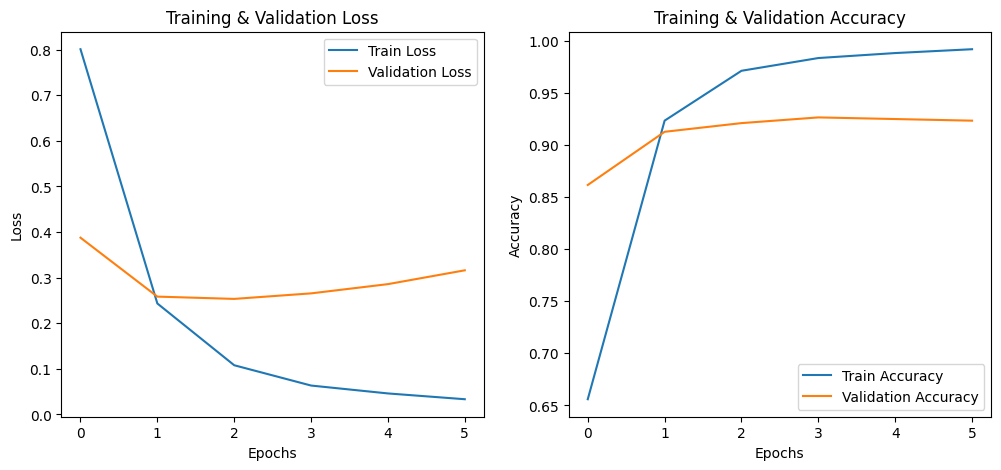 Training & Validation Loss
Train Loss
Validation Loss
0.8
0.7
0.6
0.5
0.4
0.3
0.2
0.1
0.0
Loss
0 1 2 3 4 5
Epochs
Training & Validation Accuracy
1.00
0.95
0.90
0.85
0.80
0.75
0.70
0.65
Accuracy
Train Accuracy
Validation Accuracy
0 1 2 3 4 5
Epochs